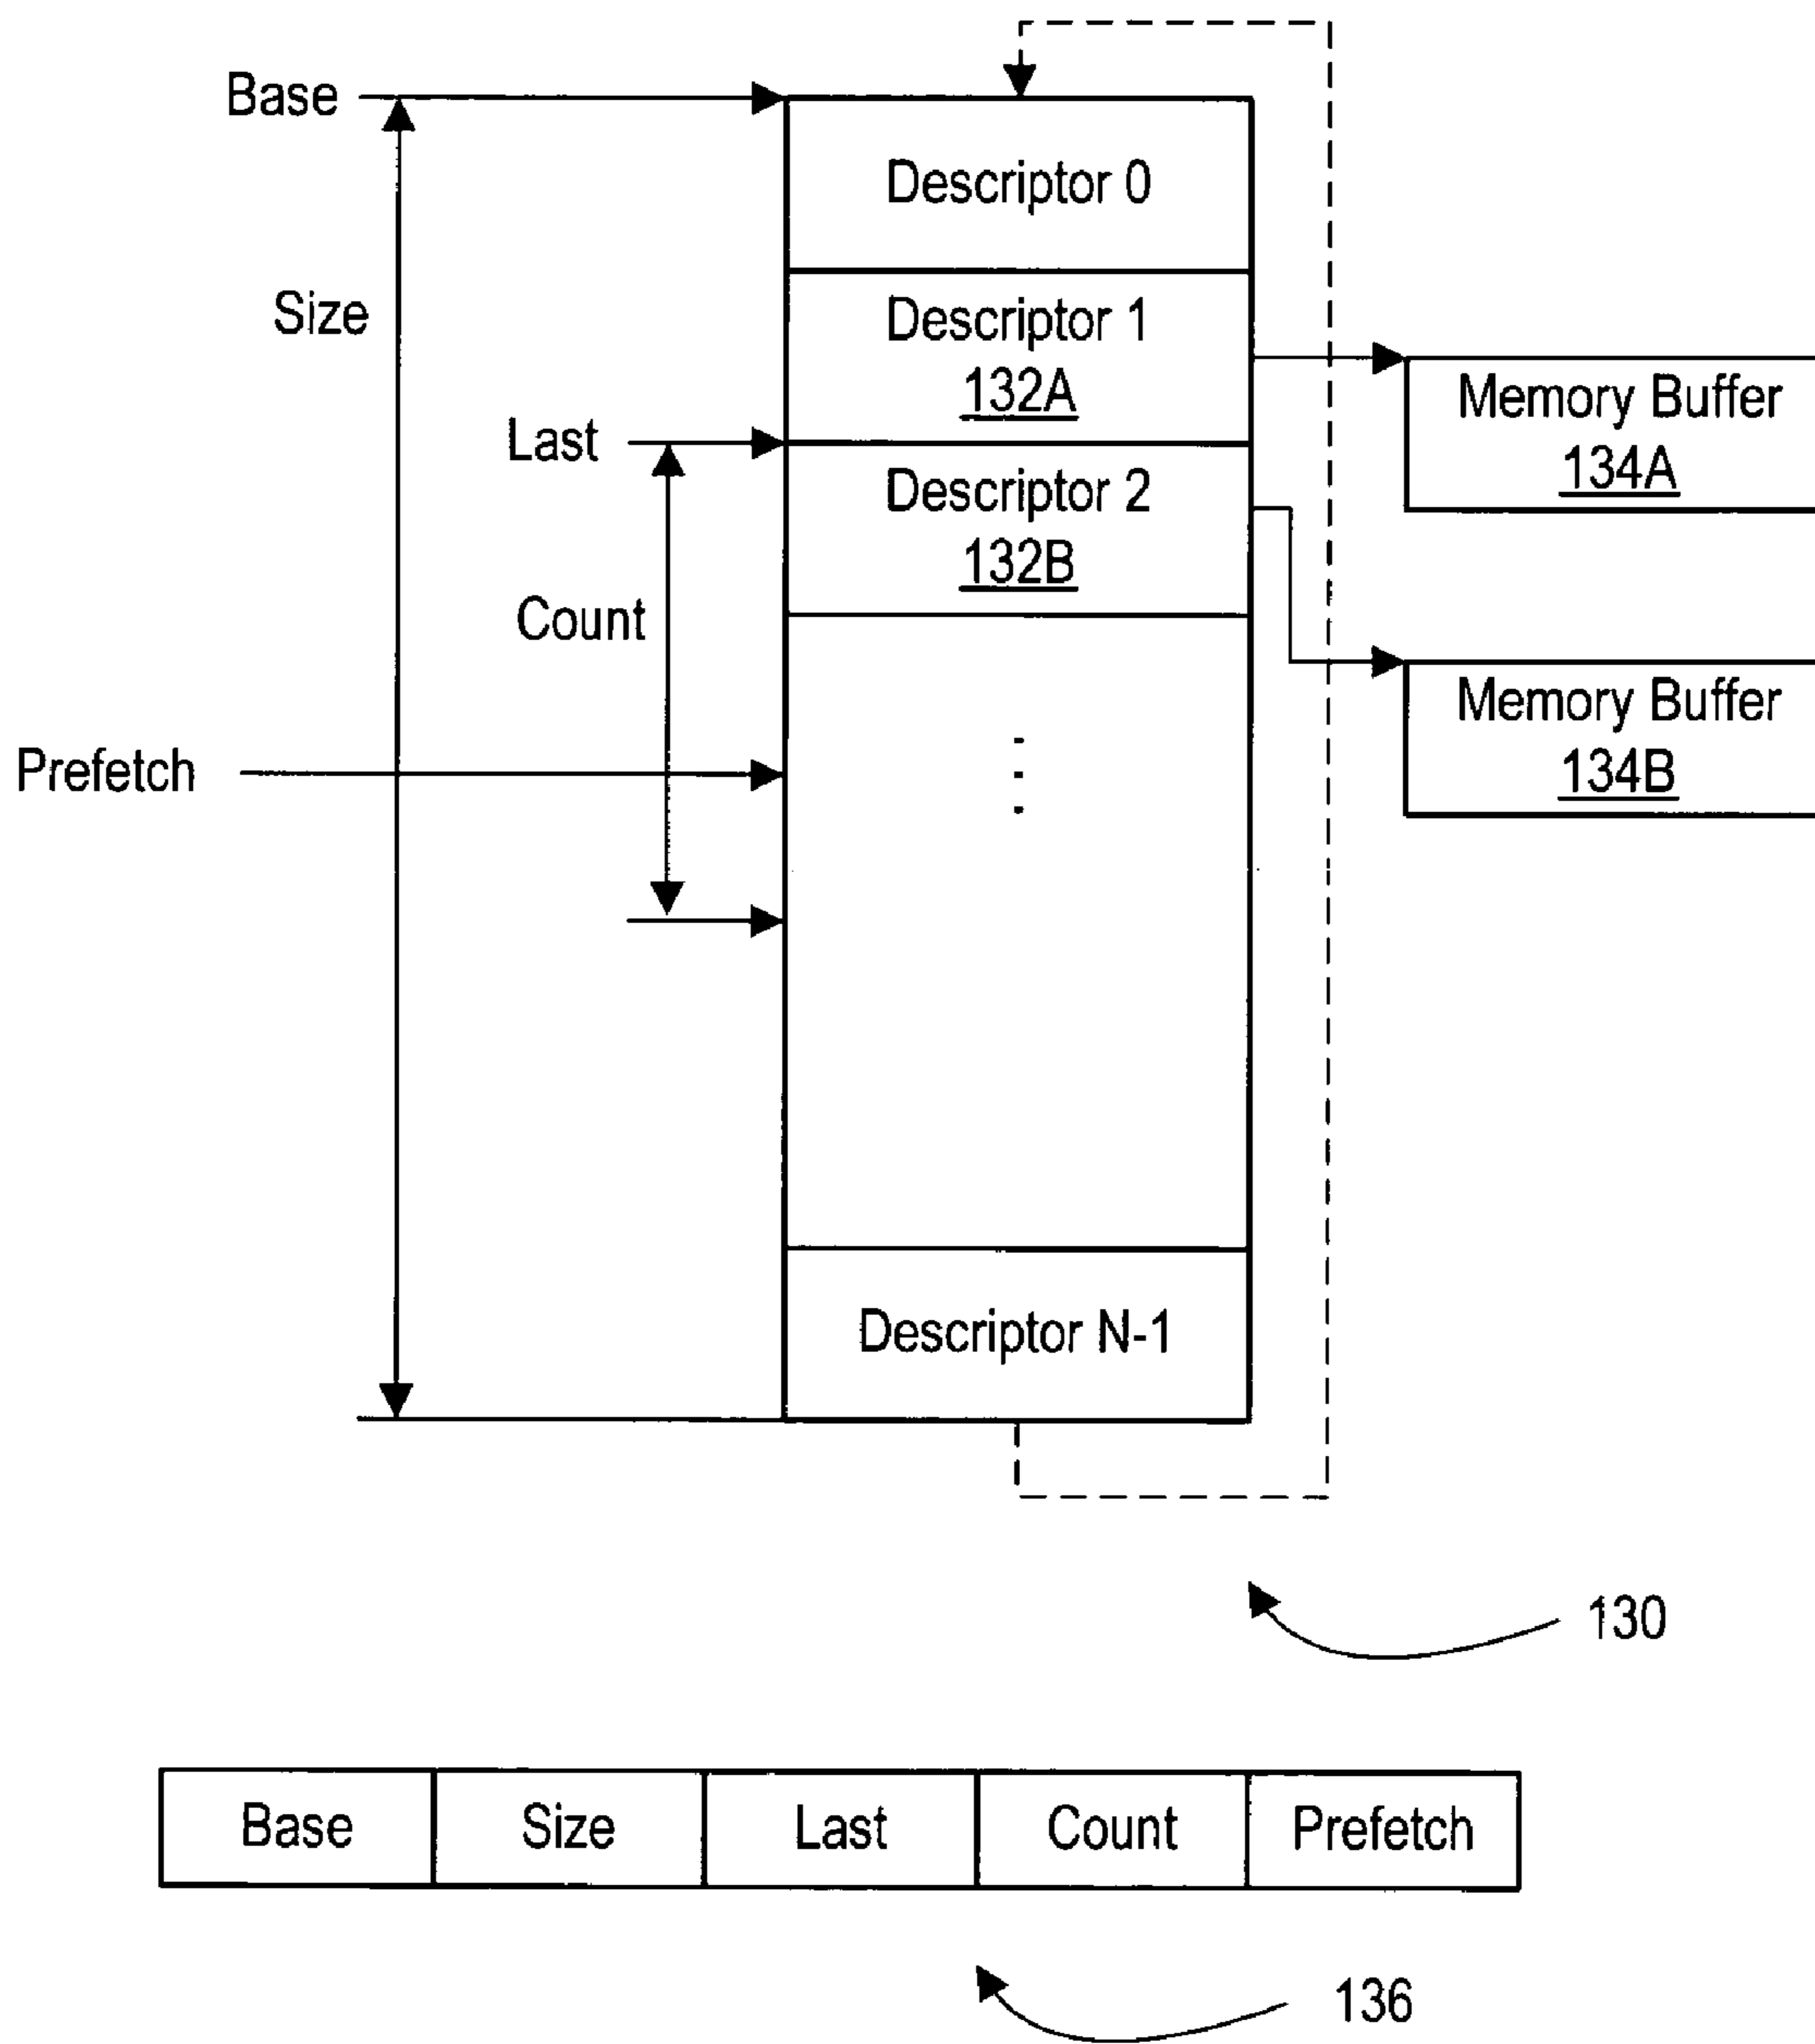 Base
Descriptor 0
Size
Descriptor 1
132A
Memory Buffer
134A
Last
Descriptor 2
132B
Count
Memory Buffer
134B
Prefetch
Descriptor N-1
130
Base Size Last Count Prefetch
136